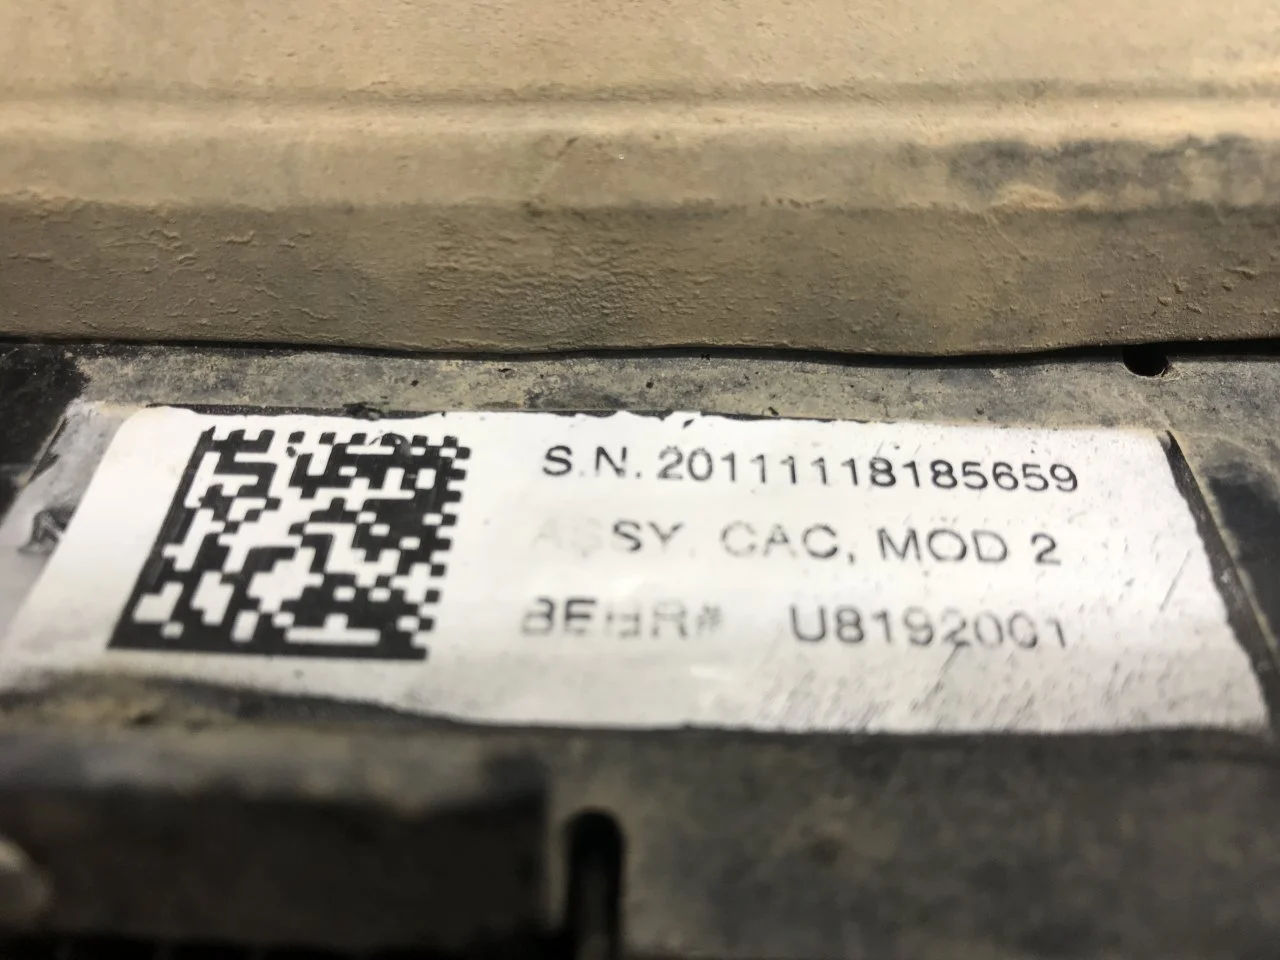 S.N. 20111118185659
ASSY, CAC, MOD 2
BEHR# U8192001